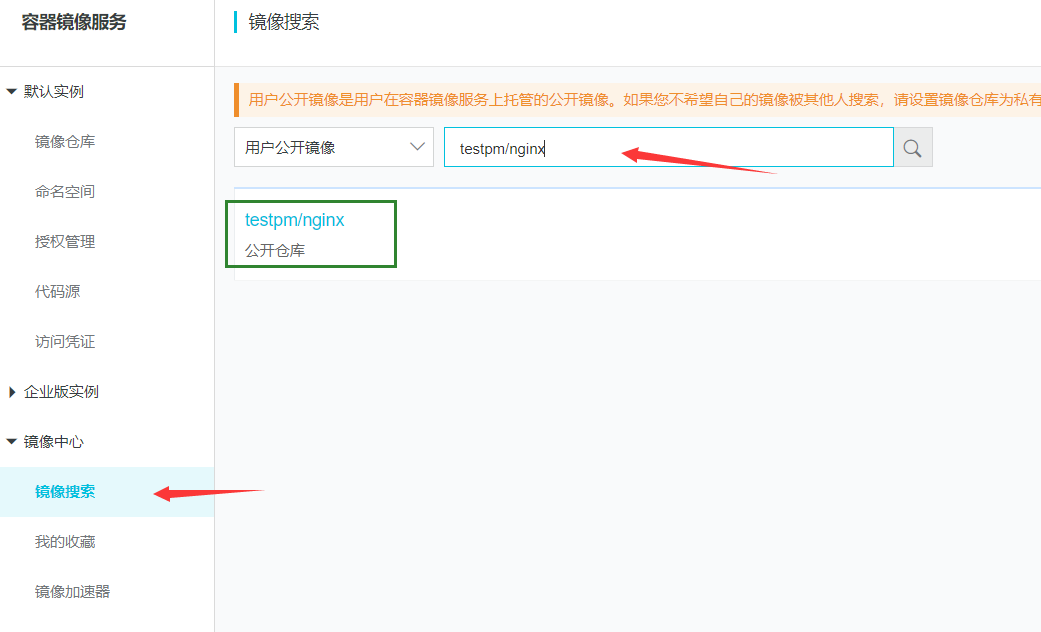 容器镜像服务
镜像搜索
默认实例
镜像仓库
命名空间
授权管理
代码源
访问凭证
企业版实例
镜像中心
镜像搜索
我的收藏
镜像加速器
用户公开镜像是用户在容器镜像服务上托管的公开镜像。如果您不希望自己的镜像被其他人搜索，请设置镜像仓库为私有
用户公开镜像
testpm/nginx
testpm/nginx
公开仓库